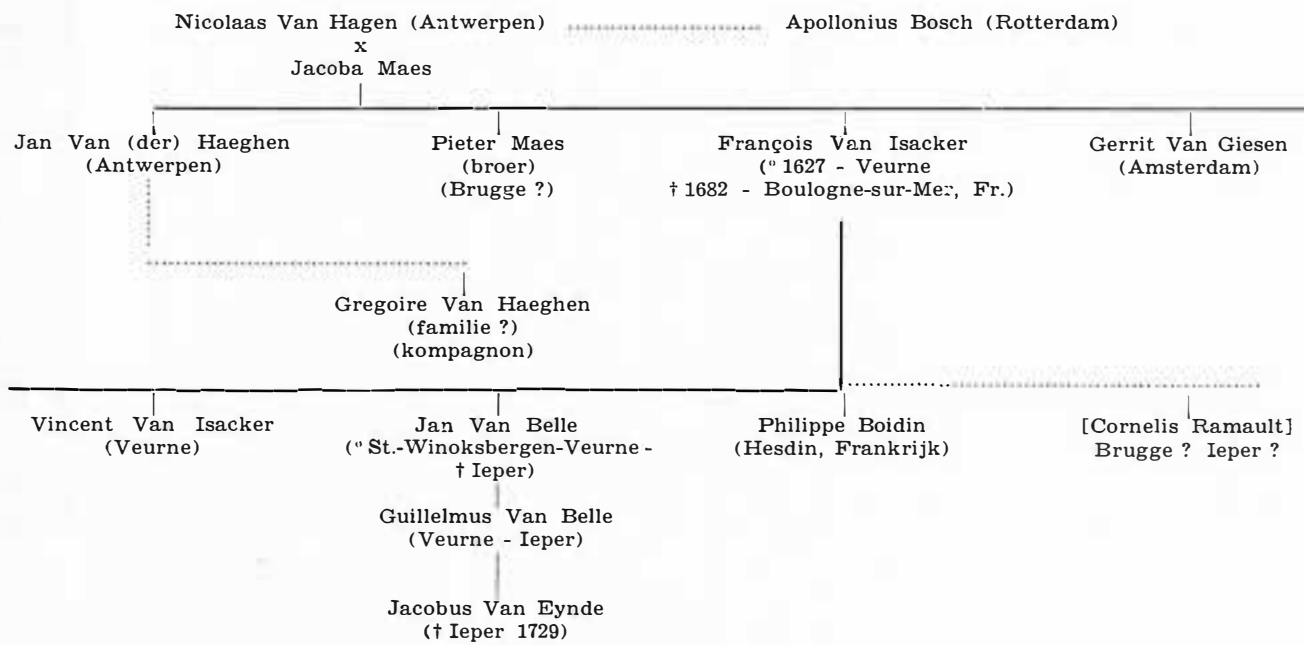 Nicolaas Van Hagen (Antwerpen) Apollonius Bosch (Rotterdam)
x
Jacoba Maes
Jan Van (der) Haeghen
(Antwerpen)
Pieter Maes
(broer)
(Brugge ?)
François Van Isacker
(° 1627 - Veurne
† 1682 - Boulogne-sur-Mer, Fr.)
Gerrit Van Giesen
(Amsterdam)
Gregoire Van Haeghen
(familie ?)
(kompagnon)
Vincent Van Isacker
(Veurne)
Jan Van Belle
(° St.-Winoksbergen-Veurne -
† Ieper)
Philippe Boidin
(Hesdin, Frankrijk)
[Cornelis Ramault]
Brugge ? Ieper ?
Guillelmus Van Belle
(Veurne - Ieper)
Jacobus Van Eynde
(† Ieper 1729)